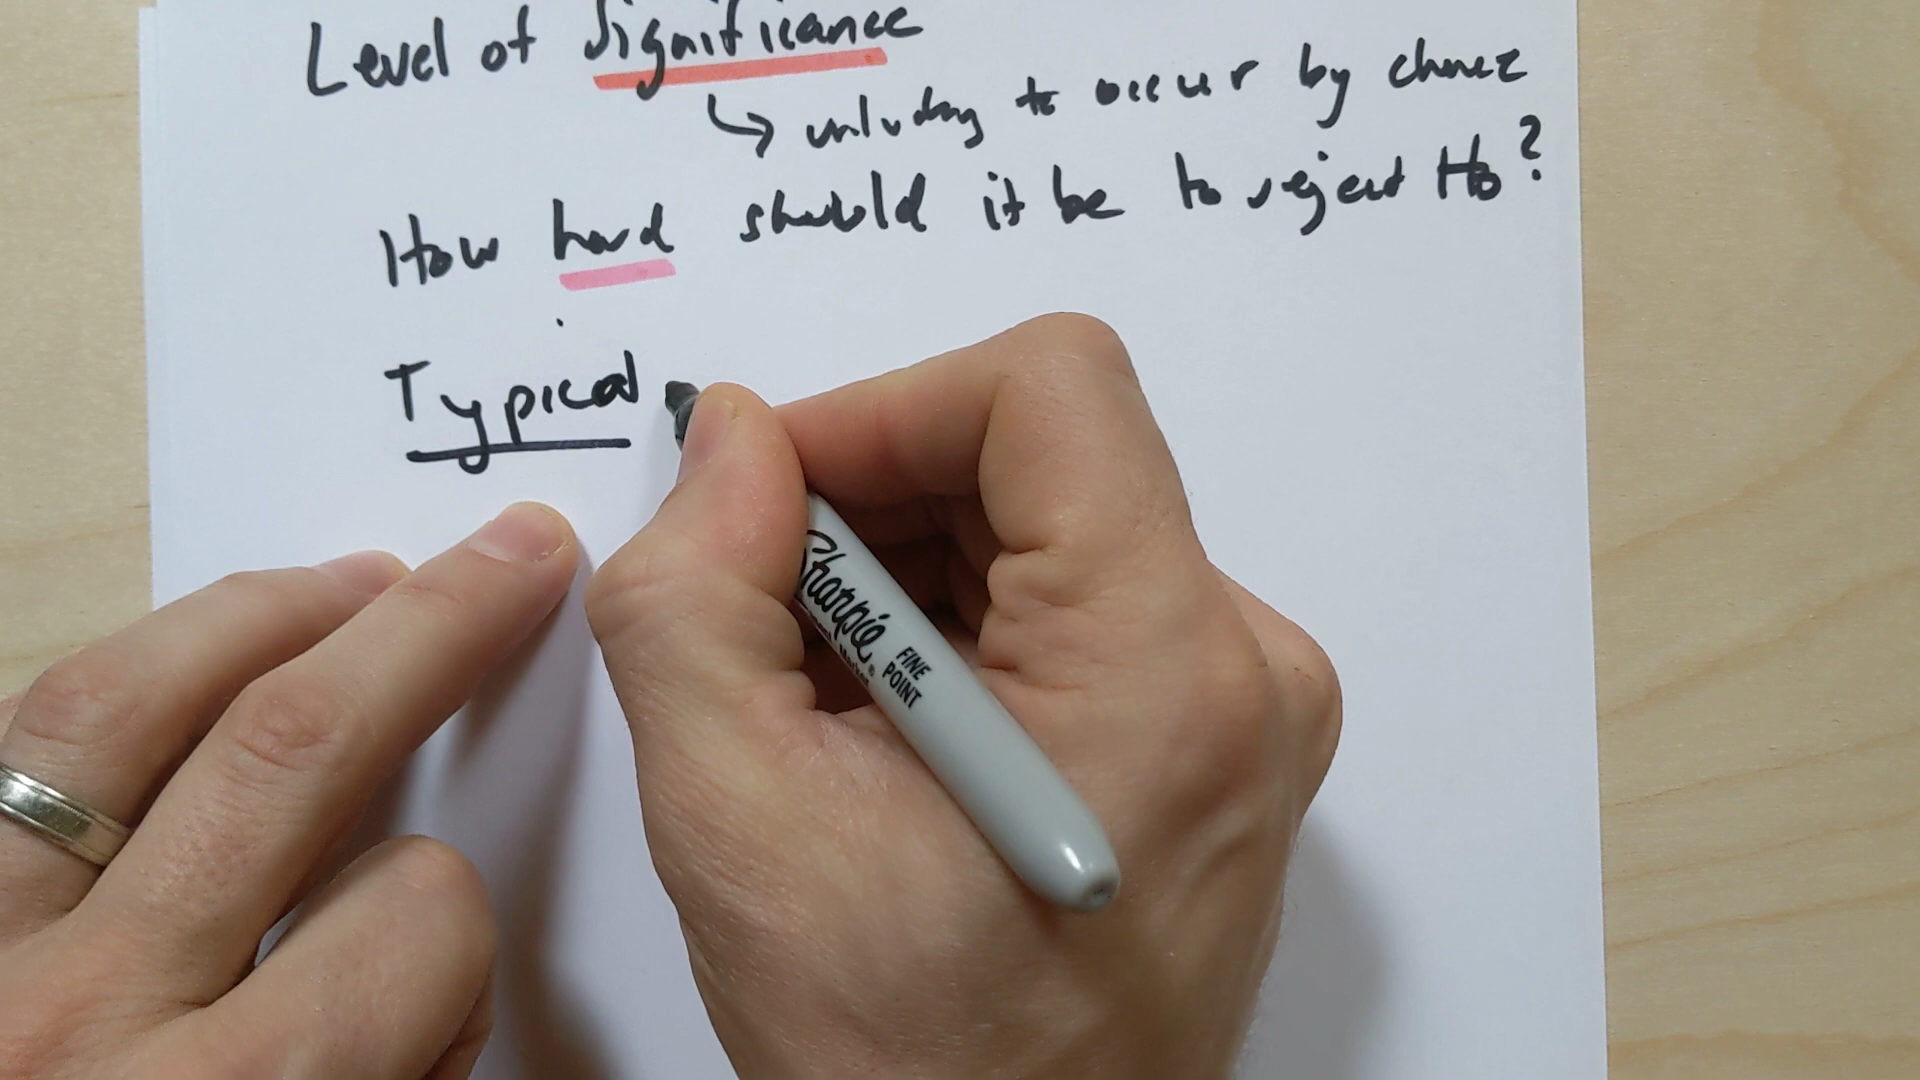 Level of Significance
↳ unlikely to occur by chance
How hard should it be to reject Ho?
Typical
Sharpie
FINE
POINT